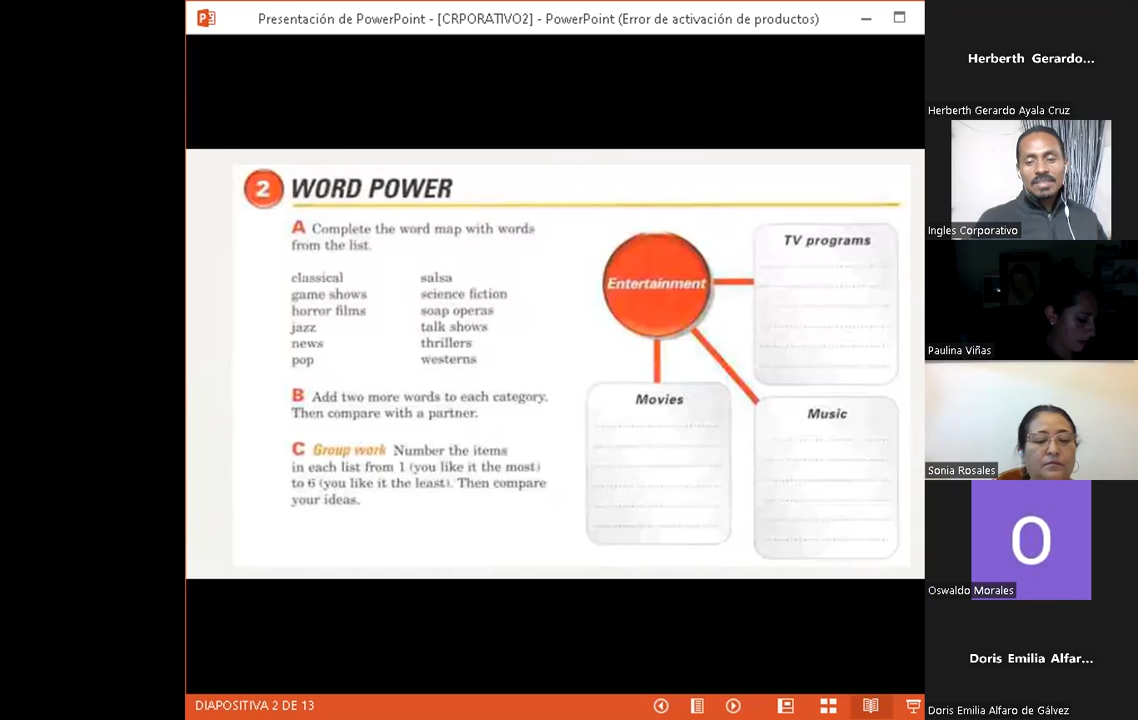 Presentación de PowerPoint - [CRPORATIVO2] - PowerPoint (Error de activación de productos)
2 WORD POWER
A Complete the word map with words
from the list.
classical
game shows
horror films
jazz
news
pop
salsa
science fiction
soap operas
talk shows
thrillers
westerns
B Add two more words to each category.
Then compare with a partner.
C Group work Number the items
in each list from 1 (you like it the most)
to 6 (you like it the least). Then compare
your ideas.
Entertainment
TV programs
Movies
Music
DIAPOSITIVA 2 DE 13
Herberth Gerardo...
Herberth Gerardo Ayala Cruz
Ingles Corporativo
Paulina Viñas
Sonia Rosales
O
Oswaldo Morales
Doris Emilia Alfar...
Doris Emilia Alfaro de Gálvez